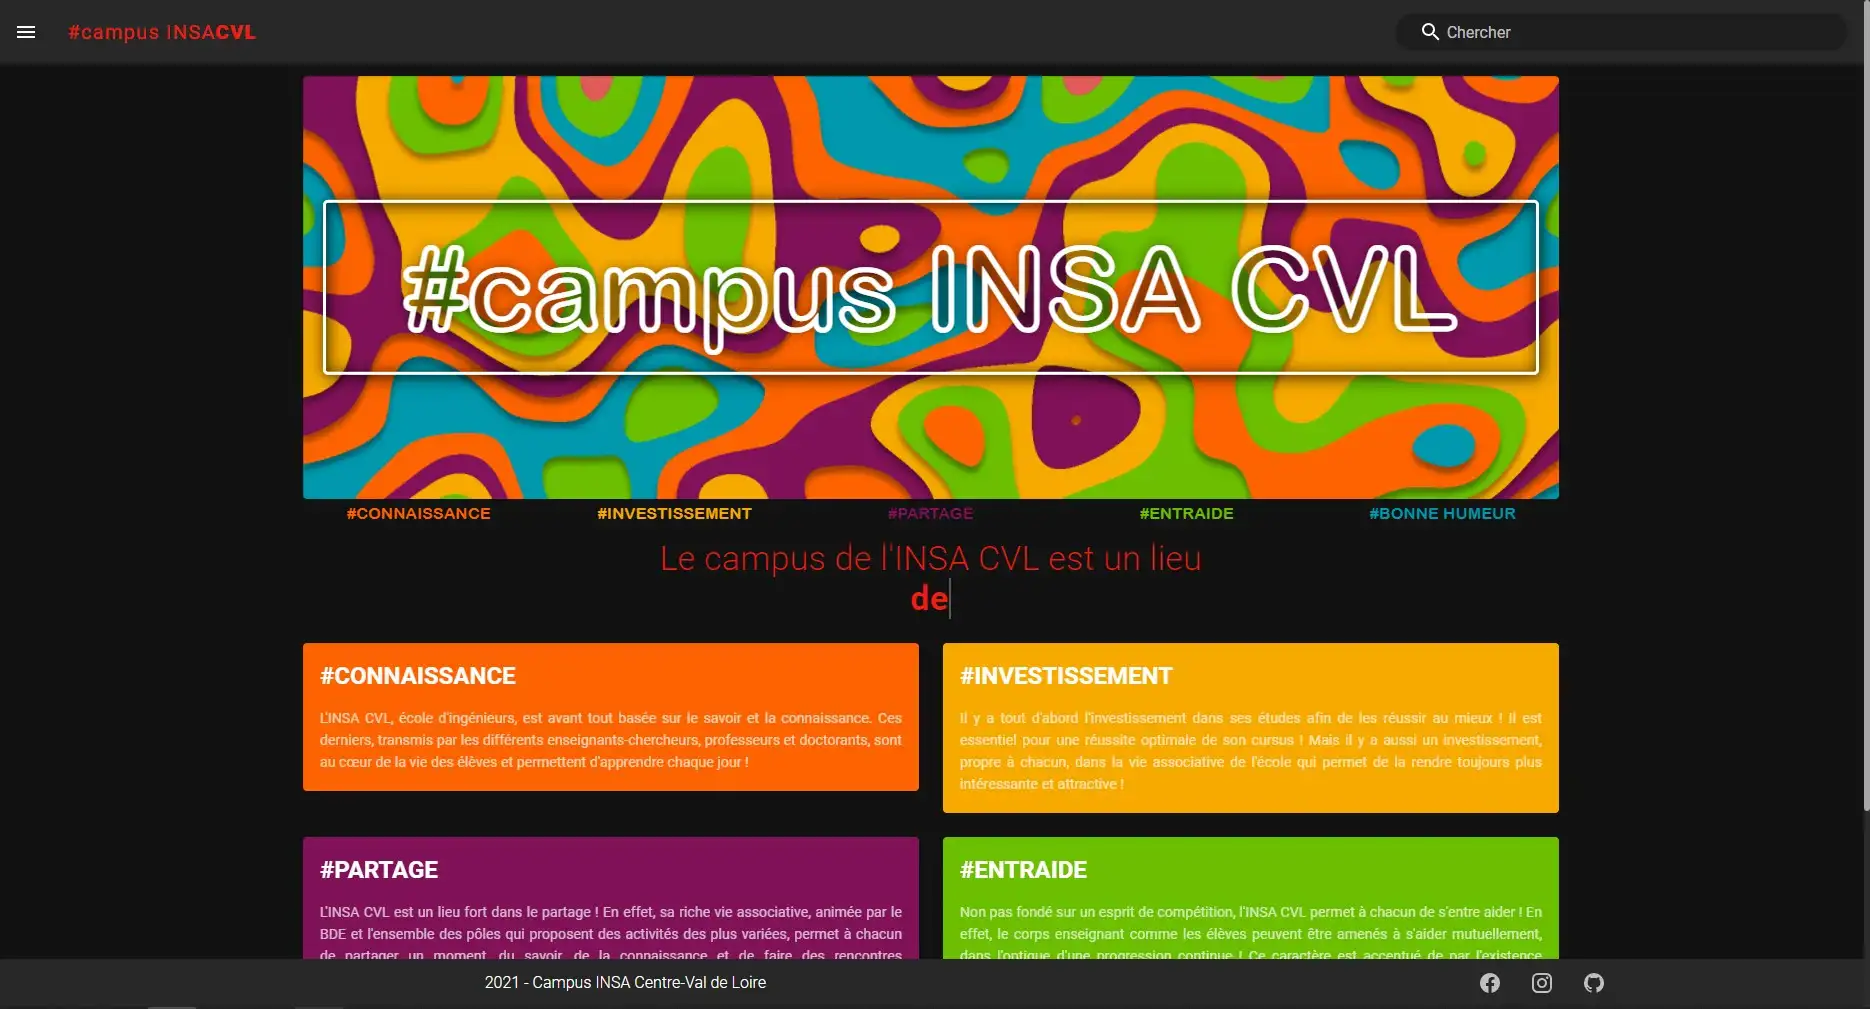 #campus INSACVL
Chercher
#campus INSA CVL
#CONNAISSANCE
#INVESTISSEMENT
#PARTAGE
#ENTRAIDE
#BONNE HUMEUR
Le campus de l'INSA CVL est un lieu
de
#CONNAISSANCE
L'INSA CVL, école d'ingénieurs, est avant tout basée sur le savoir et la connaissance. Ces
derniers, transmis par les différents enseignants-chercheurs, professeurs et doctorants, sont
au cœur de la vie des élèves et permettent d'apprendre chaque jour !
#INVESTISSEMENT
Il y a tout d'abord l'investissement dans ses études afin de les réussir au mieux ! Il est
essentiel pour une réussite optimale de son cursus ! Mais il y a aussi un investissement,
propre à chacun, dans la vie associative de l'école qui permet de la rendre toujours plus
intéressante et attractive !
#PARTAGE
L'INSA CVL est un lieu fort dans le partage ! En effet, sa riche vie associative, animée par le
BDE et l'ensemble des pôles qui proposent des activités des plus variées, permet à chacun
de partager un moment, du savoir, de la connaissance et de faire des rencontres
#ENTRAIDE
Non pas fondé sur un esprit de compétition, l'INSA CVL permet à chacun de s'entre aider ! En
effet, le corps enseignant comme les élèves peuvent être amenés à s'aider mutuellement,
dans l'optique d'une progression continue ! Ce caractère est accentué de par l'existence
2021 - Campus INSA Centre-Val de Loire